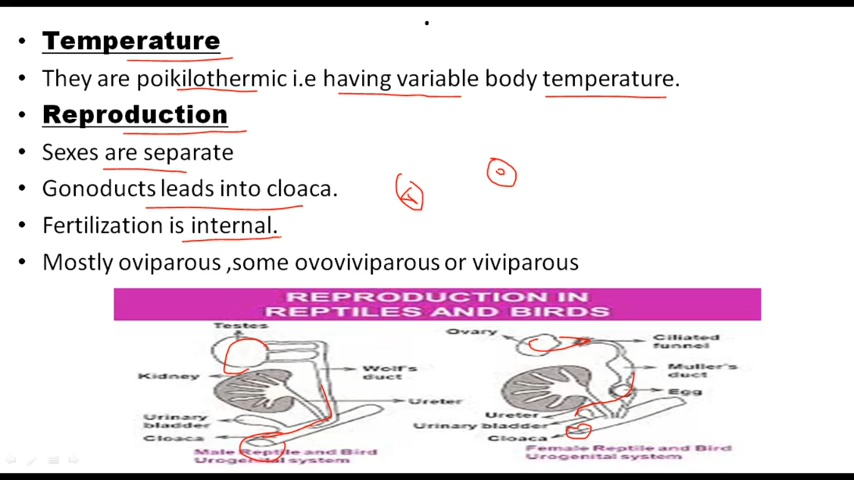 Temperature
They are poikilothermic i.e having variable body temperature.
Reproduction
Sexes are separate
Gonoducts leads into cloaca.
Fertilization is internal.
Mostly oviparous ,some ovoviviparous or viviparous
REPRODUCTION IN
REPTILES AND BIRDS
Testes
Kidney
Wolf's
duct
Ureter
Urinary
bladder
Cloaca
Male Reptile and Bird
Urogenital system
Ovary
Ciliated
funnel
Muller's
duct
Egg
Ureter
Urinary bladder
Cloaca
Female Reptile and Bird
Urogenital system